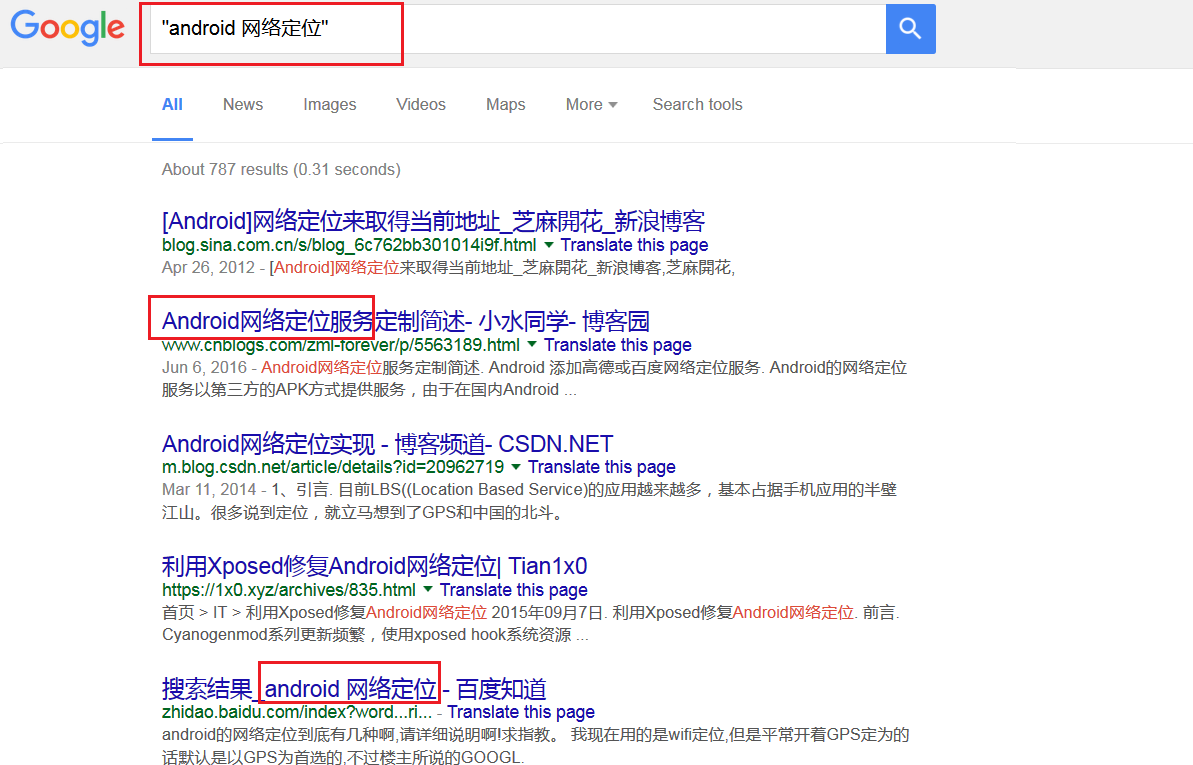 Google
"android 网络定位"
All News Images Videos Maps More Search tools
About 787 results (0.31 seconds)
[Android]网络定位来取得当前地址_芝麻開花_新浪博客
blog.sina.com.cn/s/blog_6c762bb301014i9f.html Translate this page
Apr 26, 2012 - [Android]网络定位来取得当前地址_芝麻開花_新浪博客,芝麻開花,
Android网络定位服务定制简述- 小水同学- 博客园
www.cnblogs.com/zml-forever/p/5563189.html Translate this page
Jun 6, 2016 - Android网络定位服务定制简述. Android 添加高德或百度网络定位服务. Android的网络定位
服务以第三方的APK方式提供服务，由于在国内Android ...
Android网络定位实现 - 博客频道- CSDN.NET
m.blog.csdn.net/article/details?id=20962719 Translate this page
Mar 11, 2014 - 1、引言. 目前LBS((Location Based Service)的应用越来越多，基本占据手机应用的半壁
江山。很多说到定位，就立马想到了GPS和中国的北斗。
利用Xposed修复Android网络定位| Tian1x0
https://1x0.xyz/archives/835.html Translate this page
首页 > IT > 利用Xposed修复Android网络定位 2015年09月7日. 利用Xposed修复Android网络定位. 前言.
Cyanogenmod系列更新频繁，使用xposed hook系统资源 ...
搜索结果_android 网络定位 - 百度知道
zhidao.baidu.com/index?word...ri... - Translate this page
android的网络定位到底有几种啊,请详细说明啊!求指教。 我现在用的是wifi定位,但是平常开着GPS定为的
话默认是以GPS为首选的,不过楼主所说的GOOGL.